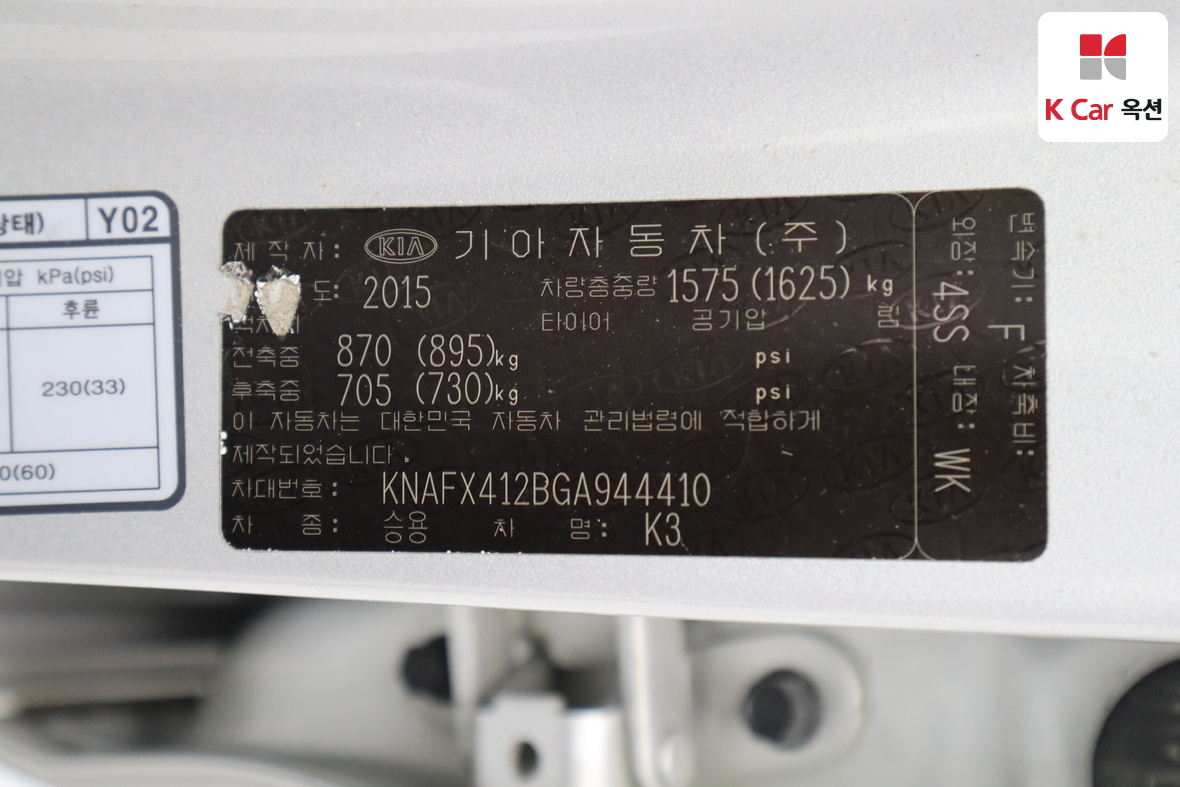 K Car 옥션
상태) Y02
압 kPa(psi)
후륜
230(33)
0(60)
제 작 자 : KIA 기 아 자 동 차 ( 주 )
도: 2015 차량총중량 1575 (1625) kg
타이어 공기압 림
전축중 870 (895)kg psi
후축중 705 (730)kg psi
이 자동차는 대한민국 자동차 관리법령에 적합하게
제작되었습니다.
차대번호: KNAFX412BGA944410
차 종: 승용 차 명: K3
변속기: F 차축비:
외장: 4SS 내장: WK